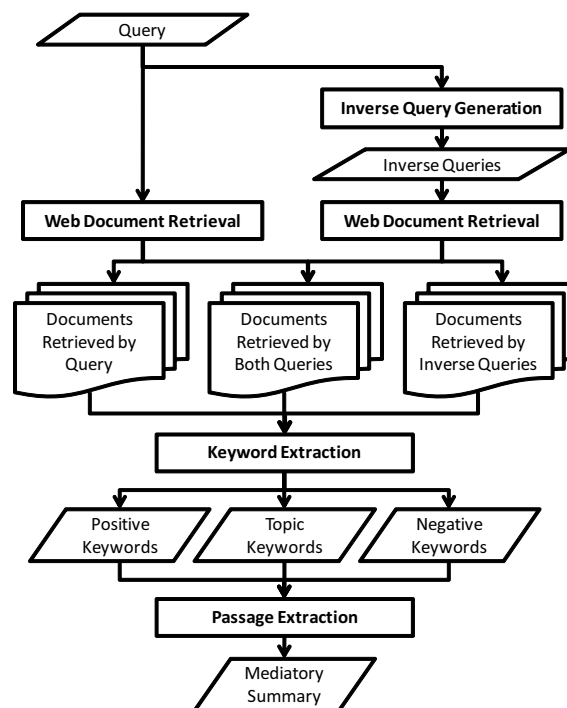 Query
Inverse Query Generation
Inverse Queries
Web Document Retrieval
Web Document Retrieval
Documents
Retrieved by
Query
Documents
Retrieved by
Both Queries
Documents
Retrieved by
Inverse Queries
Keyword Extraction
Positive
Keywords
Topic
Keywords
Negative
Keywords
Passage Extraction
Mediatory
Summary